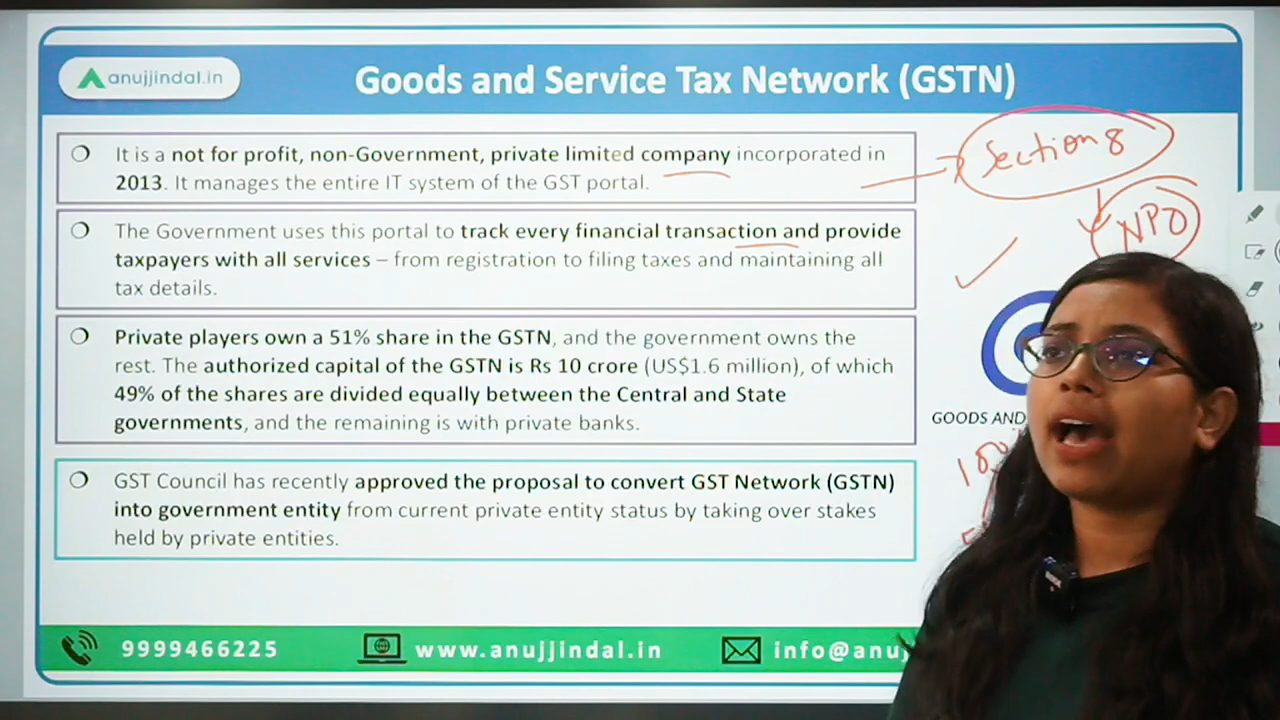 anujjindal.in
Goods and Service Tax Network (GSTN)
It is a not for profit, non-Government, private limited company incorporated in
2013. It manages the entire IT system of the GST portal.
Section 8
NPO
The Government uses this portal to track every financial transaction and provide
taxpayers with all services – from registration to filing taxes and maintaining all
tax details.
Private players own a 51% share in the GSTN, and the government owns the
rest. The authorized capital of the GSTN is Rs 10 crore (US$1.6 million), of which
49% of the shares are divided equally between the Central and State
governments, and the remaining is with private banks.
GOODS AND
GST Council has recently approved the proposal to convert GST Network (GSTN)
into government entity from current private entity status by taking over stakes
held by private entities.
9999466225
www.anujjindal.in
info@anuj